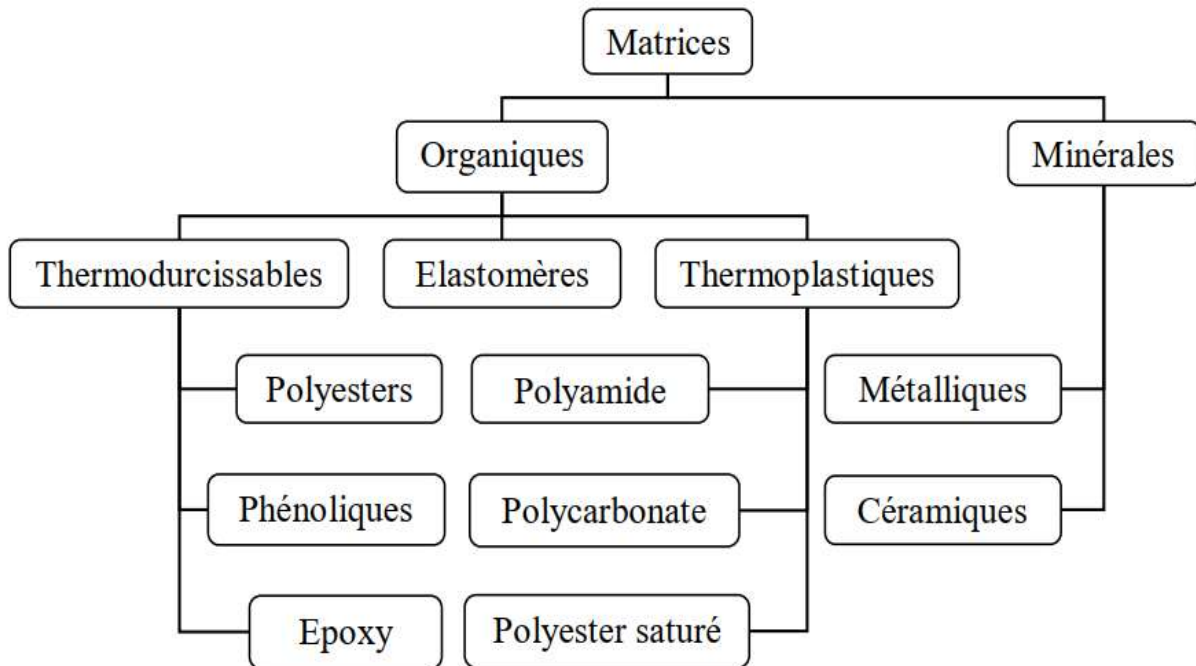 Matrices
Organiques
Minérales
Thermodurcissables
Elastomères
Thermoplastiques
Polyesters
Polyamide
Métalliques
Phénoliques
Polycarbonate
Céramiques
Epoxy
Polyester saturé